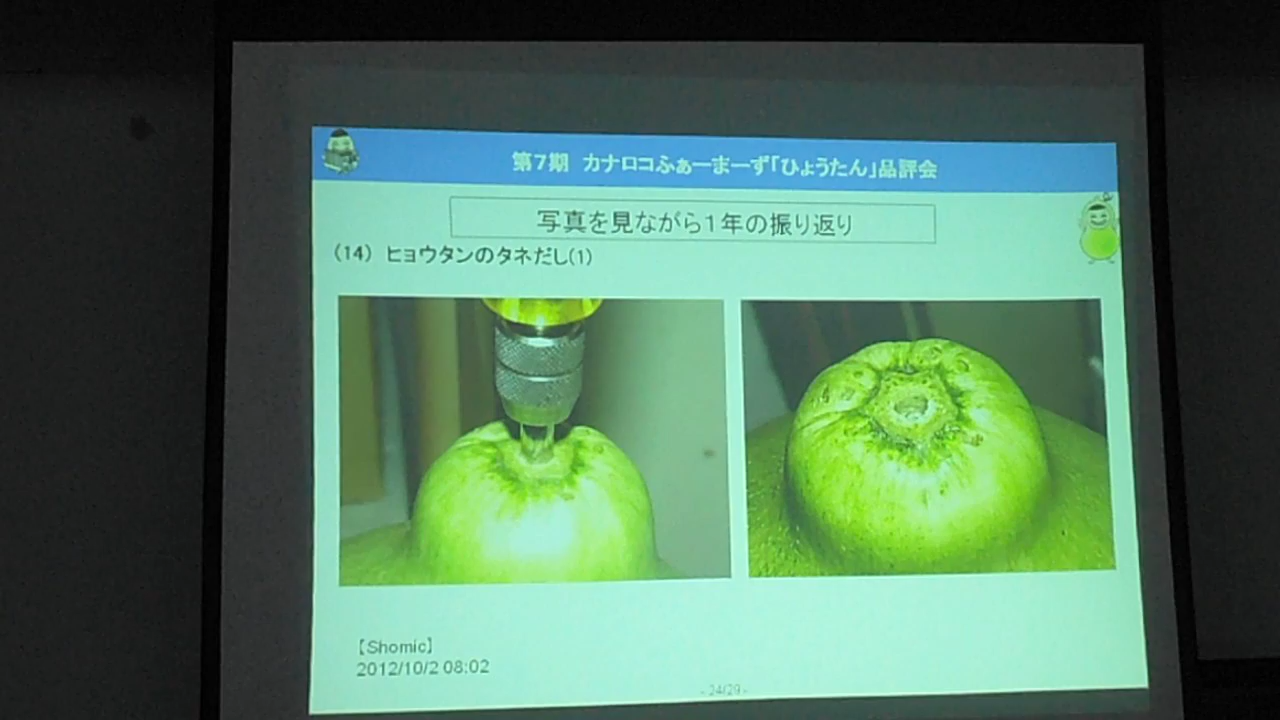 第7期 カナロコふぁーまーず「ひょうたん」品評会
写真を見ながら1年の振り返り
(14) ヒョウタンのタネだし(1)
【Shomic】
2012/10/2 08:02
- 24/29 -